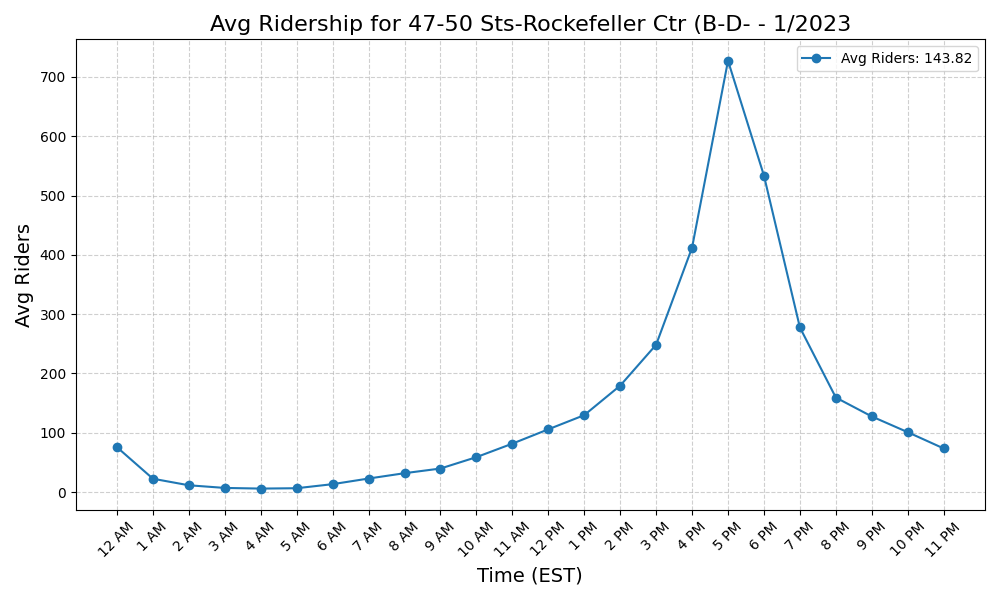 Avg Ridership for 47-50 Sts-Rockefeller Ctr (B-D- - 1/2023
Avg Riders: 143.82
Avg Riders
700
600
500
400
300
200
100
0
12 AM
1 AM
2 AM
3 AM
4 AM
5 AM
6 AM
7 AM
8 AM
9 AM
10 AM
11 AM
12 PM
1 PM
2 PM
3 PM
4 PM
5 PM
6 PM
7 PM
8 PM
9 PM
10 PM
11 PM
Time (EST)